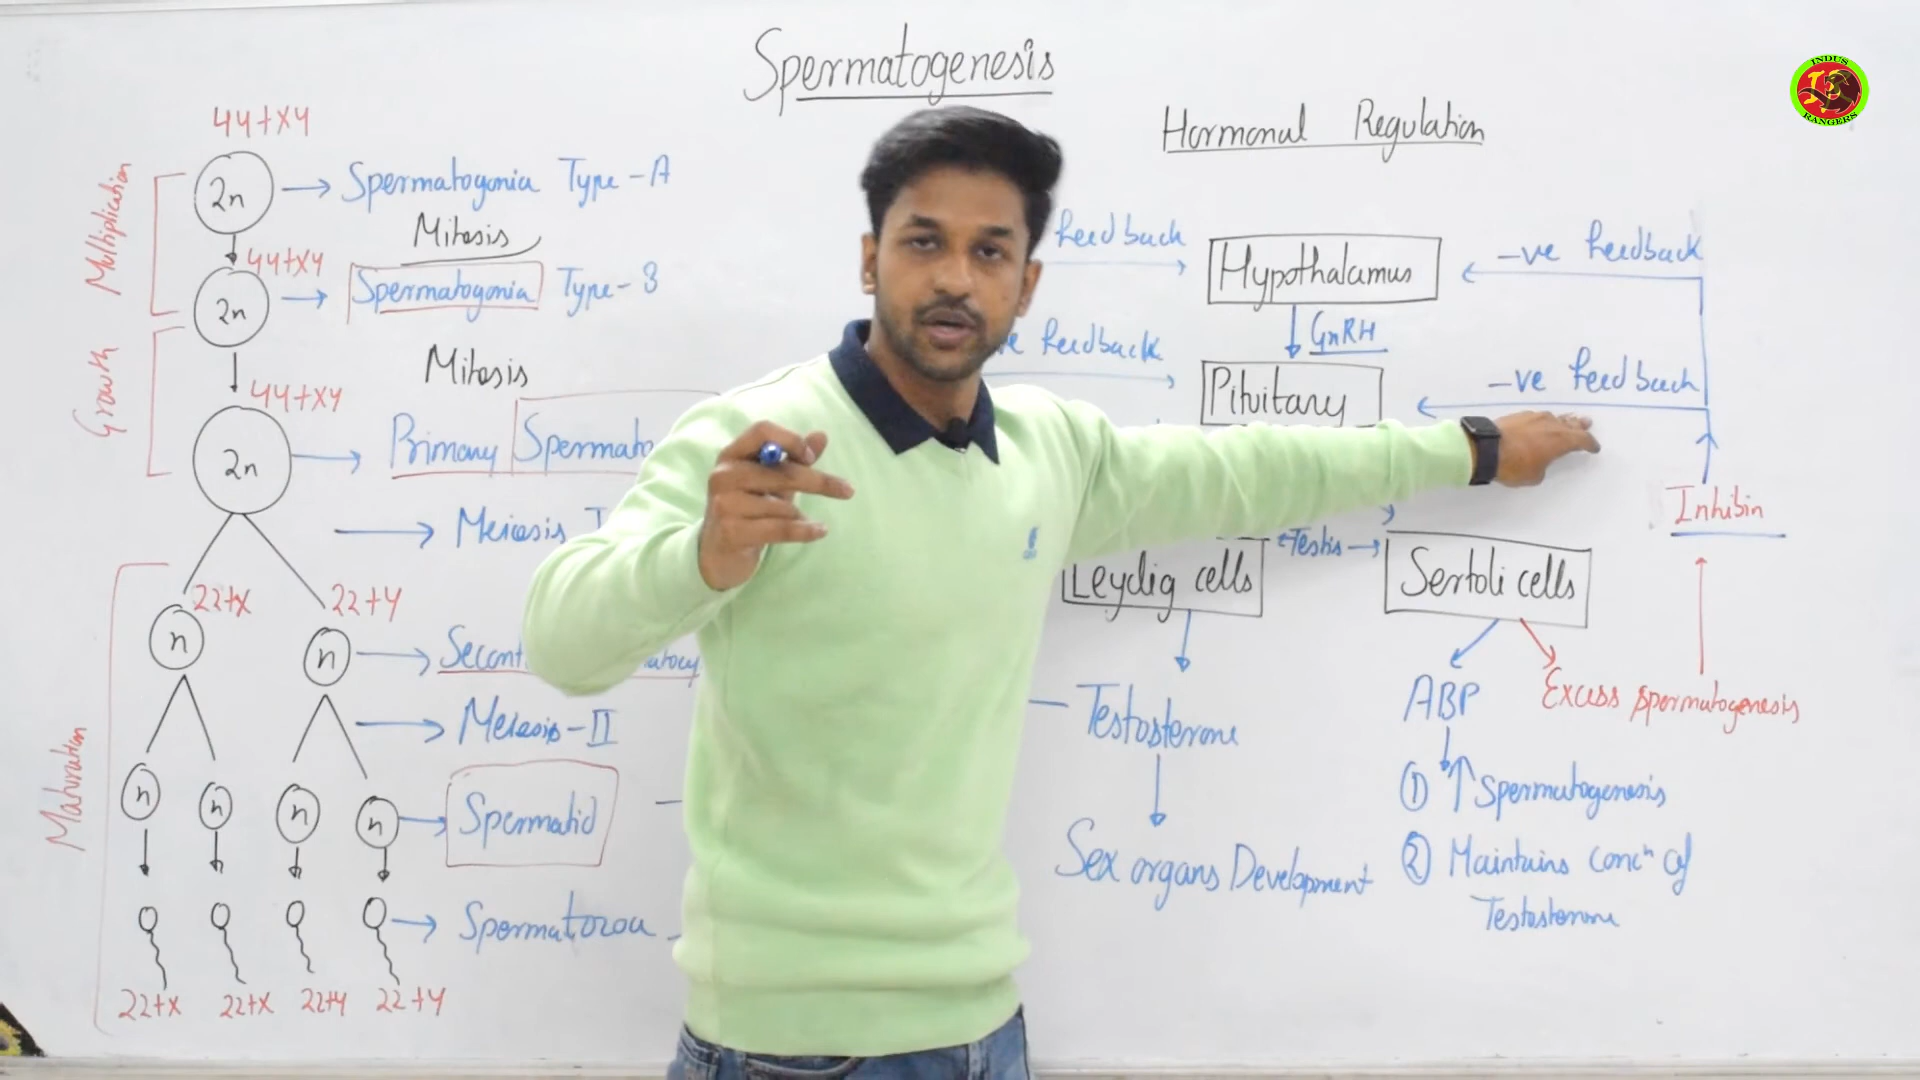 Spermatogenesis
INDUS
RANGERS
44+XY
Multiplication
2n
Spermatogonia Type-A
Mitosis
44+XY
2n
Spermatogonia Type-B
Growth
Mitosis
44+XY
2n
Primary Spermato
Meiosis I
22+X
22+Y
n
n
Meiosis-II
Maturation
n
n
n
n
Spermatid
Spermatozoa
22+X
22+X
22+Y
22+Y
Hormonal Regulation
feedback
Hypothalamus
-ve feedback
GnRH
feedback
Pituitary
-ve feedback
Inhibin
Testis
Leydig cells
Sertoli cells
Testosterone
ABP
Excess spermatogenesis
① ↑ Spermatogenesis
Sex organs Development
② Maintains concⁿ of
Testosterone